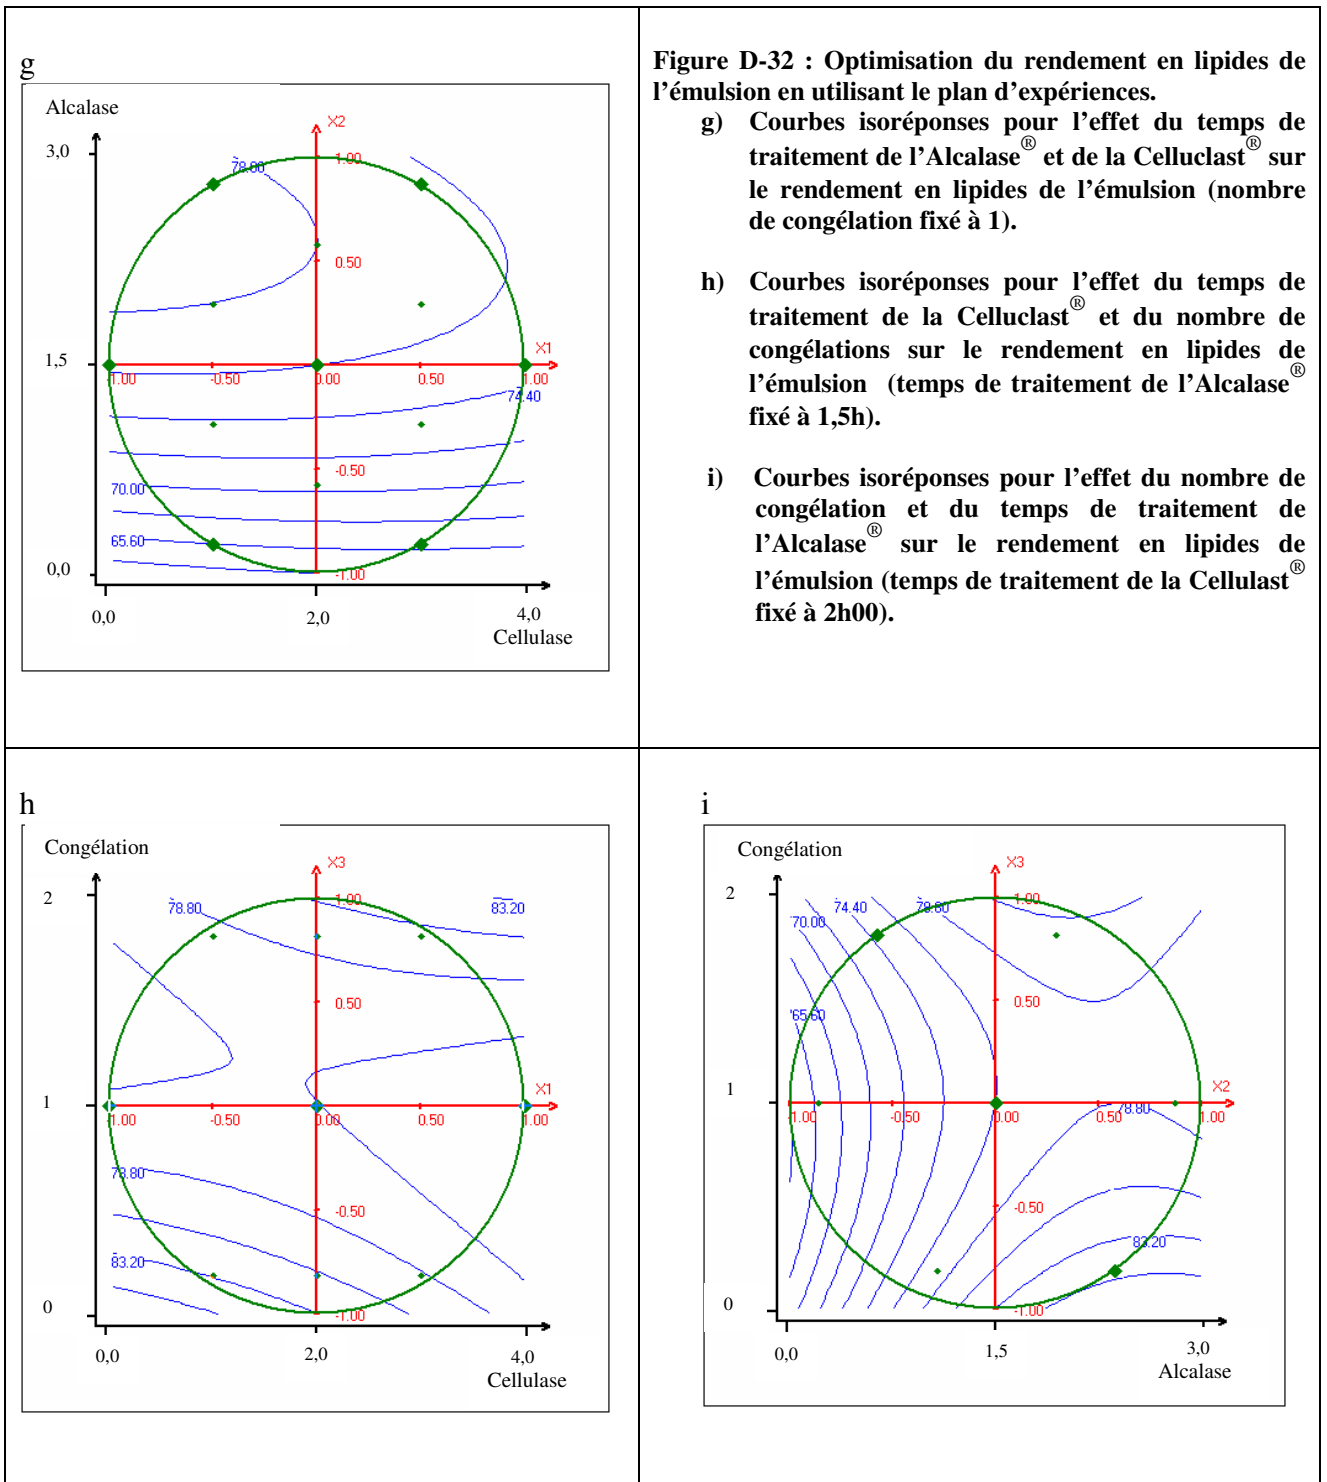 g
Alcalase
3,0
1,5
0,0
X2
1.00
78.80
0.50
X1
-1.00
-0.50
0.00
0.50
1.00
74.40
-0.50
70.00
65.60
-1.00
0,0
2,0
4,0
Cellulase
Figure D-32 : Optimisation du rendement en lipides de
l’émulsion en utilisant le plan d’expériences.
g) Courbes isoréponses pour l’effet du temps de
traitement de l’Alcalase® et de la Celluclast® sur
le rendement en lipides de l’émulsion (nombre
de congélation fixé à 1).
h) Courbes isoréponses pour l’effet du temps de
traitement de la Celluclast® et du nombre de
congélations sur le rendement en lipides de
l’émulsion (temps de traitement de l’Alcalase®
fixé à 1,5h).
i) Courbes isoréponses pour l’effet du nombre de
congélation et du temps de traitement de
l’Alcalase® sur le rendement en lipides de
l’émulsion (temps de traitement de la Cellulast®
fixé à 2h00).
h
Congélation
2
1
0
X3
1.00
78.80
83.20
0.50
X1
-1.00
-0.50
0.00
0.50
1.00
78.80
-0.50
83.20
-1.00
0,0
2,0
4,0
Cellulase
i
Congélation
2
1
0
X3
1.00
70.00
74.40
78.80
0.50
65.60
X2
-1.00
-0.50
0.00
0.50
1.00
78.80
-0.50
83.20
-1.00
0,0
1,5
3,0
Alcalase